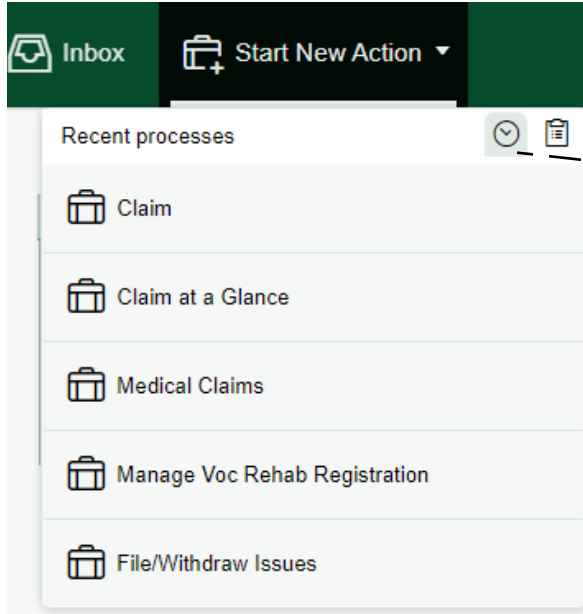 Inbox
Start New Action
Recent processes
Claim
Claim at a Glance
Medical Claims
Manage Voc Rehab Registration
File/Withdraw Issues